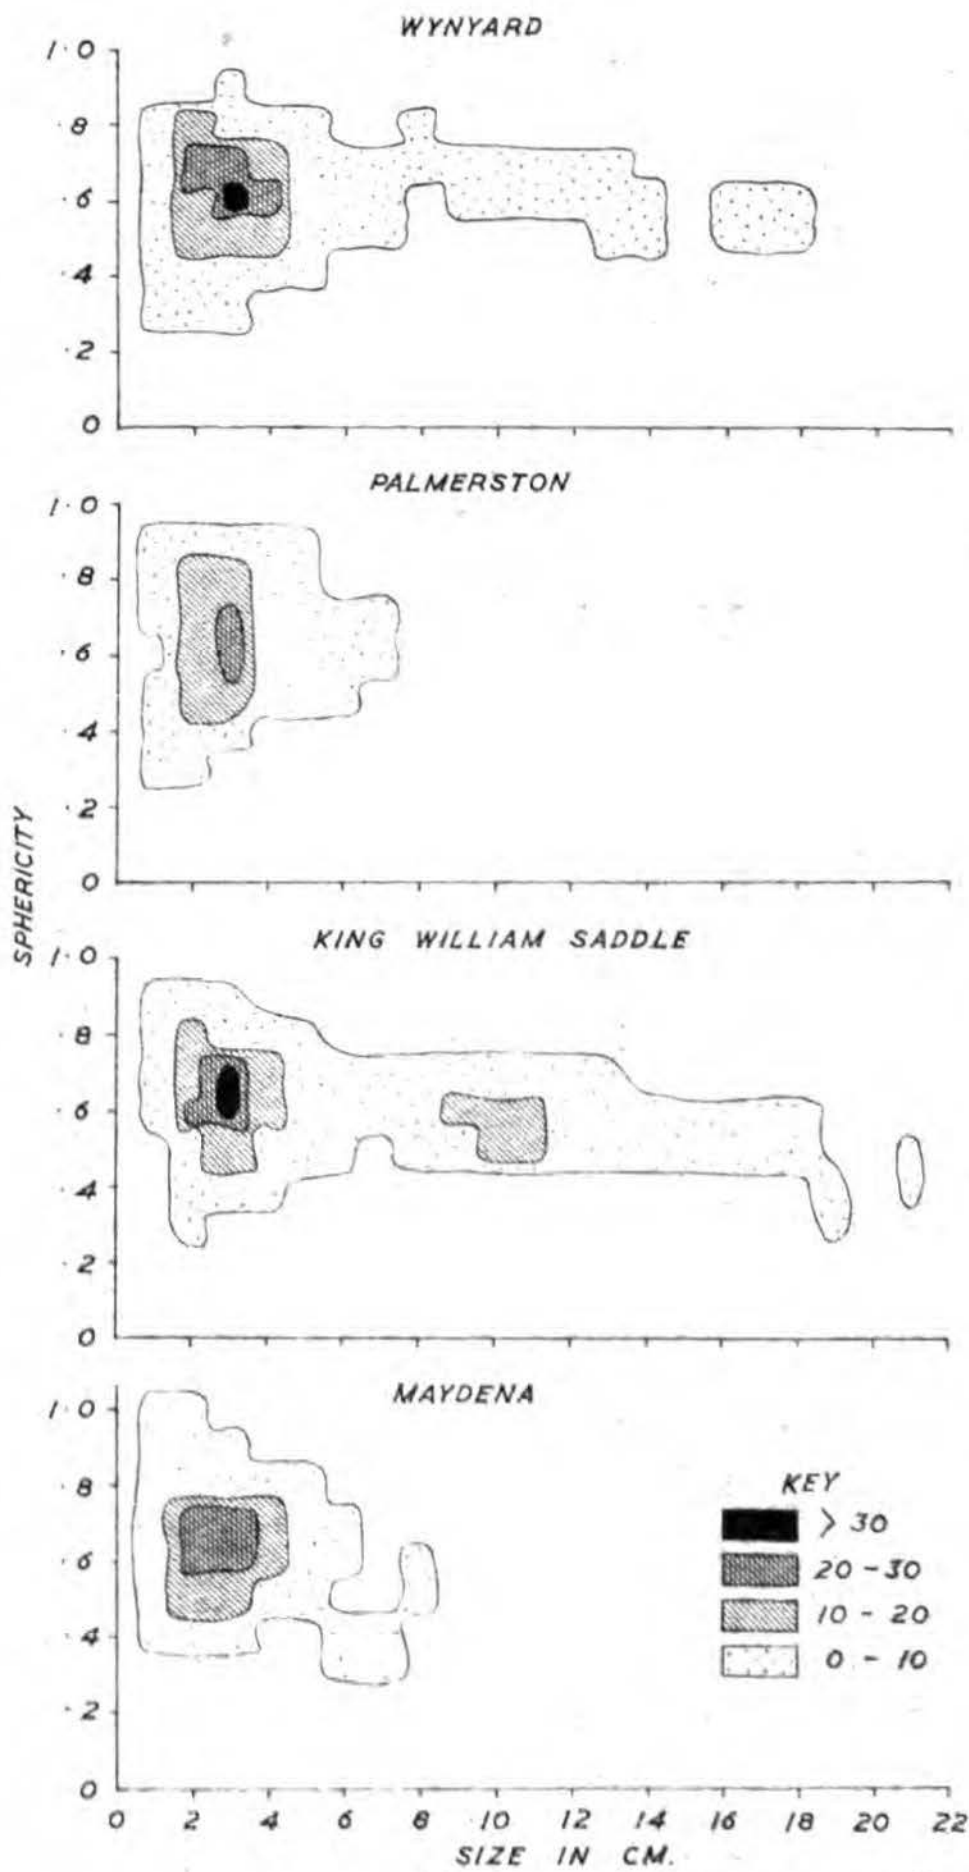 WYNYARD
1.0
.8
.6
.4
.2
0
PALMERSTON
1.0
.8
.6
.4
.2
0
SPHERICITY
KING WILLIAM SADDLE
1.0
.8
.6
.4
.2
0
MAYDENA
1.0
.8
.6
.4
.2
0
KEY
> 30
20 - 30
10 - 20
0 - 10
0 2 4 6 8 10 12 14 16 18 20 22
SIZE IN CM.